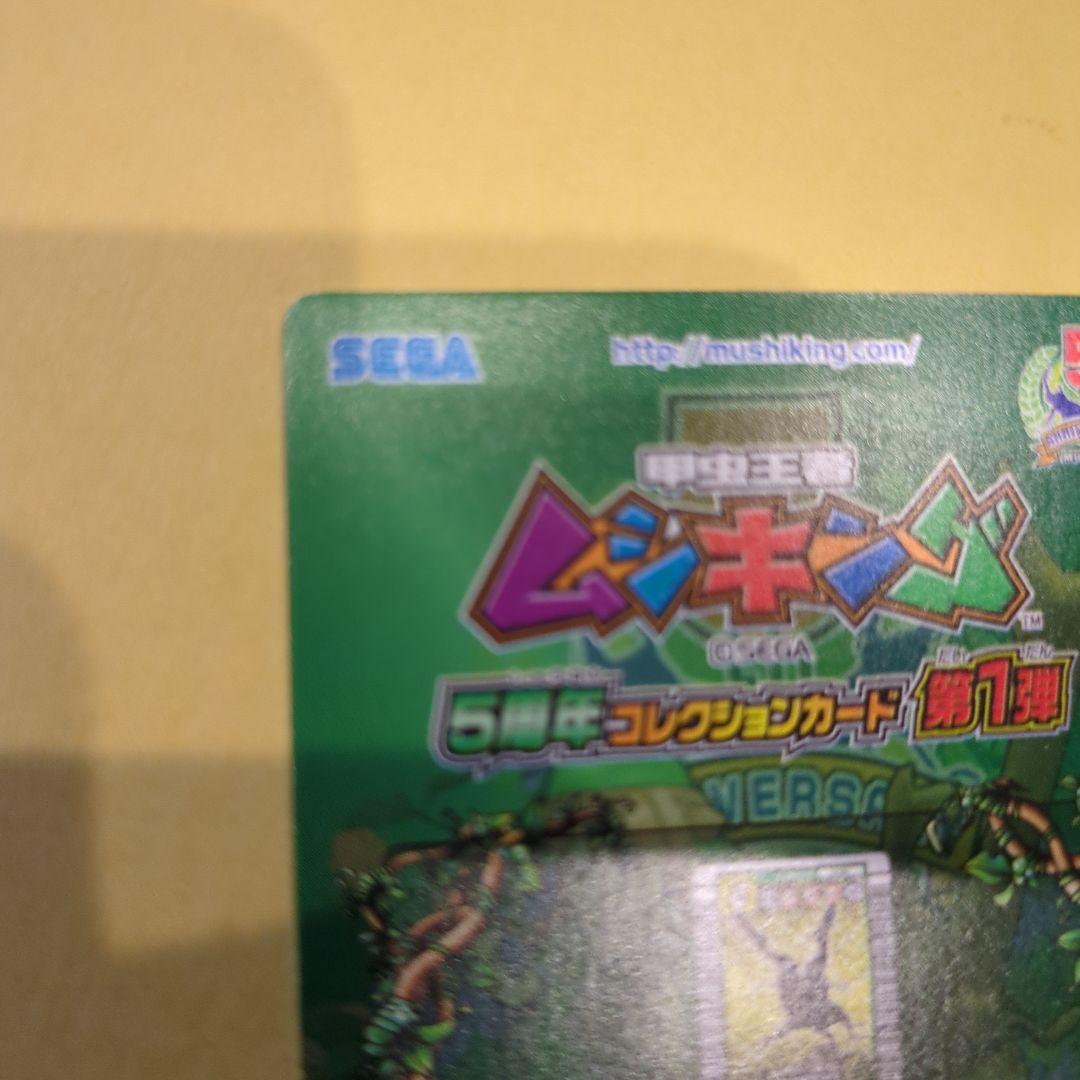 SEGA
http://mushiking.com/
甲虫王者
ムシキング
TM
©SEGA
5周年コレクションカード第1弾